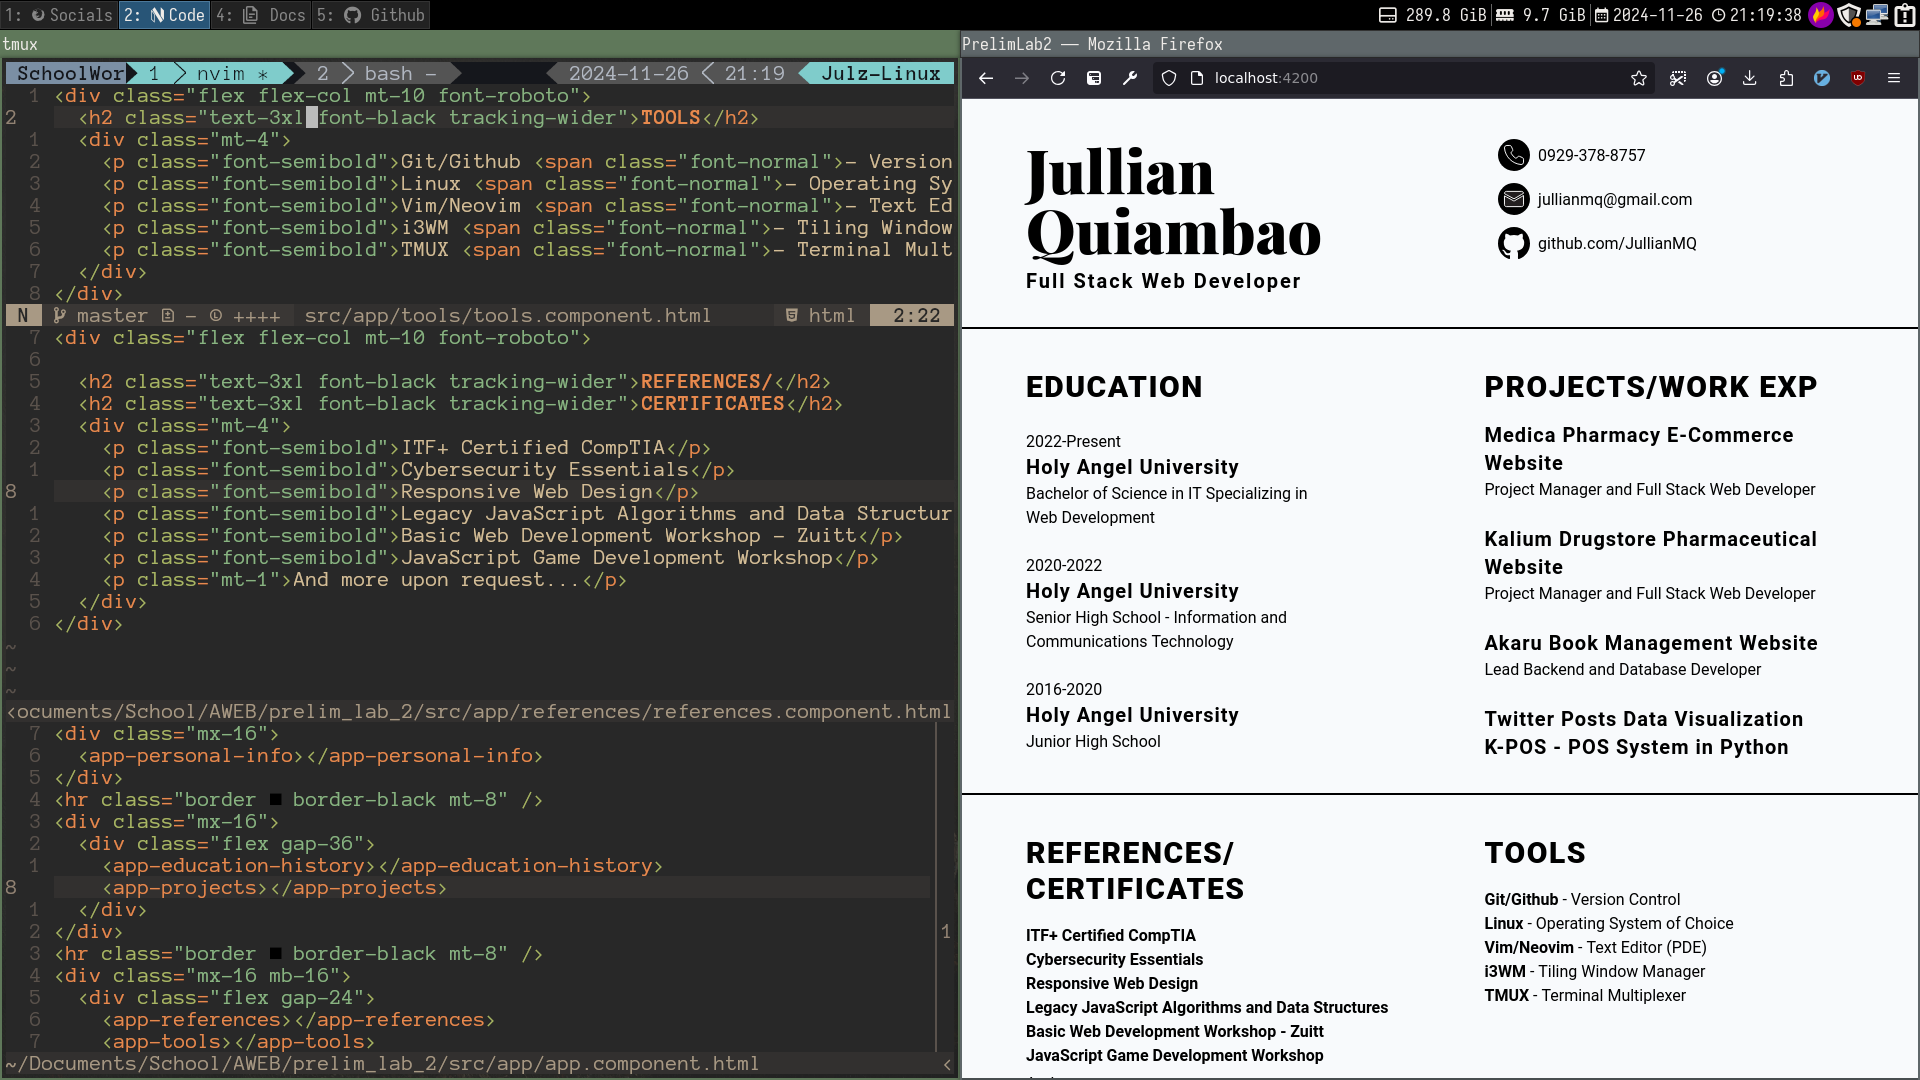 1: Socials 2: Code 4: Docs 5: Github 289.8 GiB 9.7 GiB 2024-11-26 21:19:38
tmux
SchoolWor 1 nvim * 2 bash - 2024-11-26 21:19 Julz-Linux
1 <div class="flex flex-col mt-10 font-roboto">
2 <h2 class="text-3xl font-black tracking-wider">TOOLS</h2>
1 <div class="mt-4">
2 <p class="font-semibold">Git/Github <span class="font-normal">- Version
3 <p class="font-semibold">Linux <span class="font-normal">- Operating Sy
4 <p class="font-semibold">Vim/Neovim <span class="font-normal">- Text Ed
5 <p class="font-semibold">i3WM <span class="font-normal">- Tiling Window
6 <p class="font-semibold">TMUX <span class="font-normal">- Terminal Mult
7 </div>
8 </div>
N master - ++++ src/app/tools/tools.component.html html 2:22
7 <div class="flex flex-col mt-10 font-roboto">
6
5 <h2 class="text-3xl font-black tracking-wider">REFERENCES/</h2>
4 <h2 class="text-3xl font-black tracking-wider">CERTIFICATES</h2>
3 <div class="mt-4">
2 <p class="font-semibold">ITF+ Certified CompTIA</p>
1 <p class="font-semibold">Cybersecurity Essentials</p>
8 <p class="font-semibold">Responsive Web Design</p>
1 <p class="font-semibold">Legacy JavaScript Algorithms and Data Structur
2 <p class="font-semibold">Basic Web Development Workshop - Zuitt</p>
3 <p class="font-semibold">JavaScript Game Development Workshop</p>
4 <p class="mt-1">And more upon request...</p>
5 </div>
6 </div>
~
~
~
<ocuments/School/AWEB/prelim_lab_2/src/app/references/references.component.html
7 <div class="mx-16">
6 <app-personal-info></app-personal-info>
5 </div>
4 <hr class="border ■ border-black mt-8" />
3 <div class="mx-16">
2 <div class="flex gap-36">
1 <app-education-history></app-education-history>
8 <app-projects></app-projects>
1 </div>
2 </div> 1
3 <hr class="border ■ border-black mt-8" />
4 <div class="mx-16 mb-16">
5 <div class="flex gap-24">
6 <app-references></app-references>
7 <app-tools></app-tools>
~/Documents/School/AWEB/prelim_lab_2/src/app/app.component.html <
PrelimLab2 — Mozilla Firefox
localhost:4200
Jullian
Quiambao
Full Stack Web Developer
0929-378-8757
jullianmq@gmail.com
github.com/JullianMQ
EDUCATION
2022-Present
Holy Angel University
Bachelor of Science in IT Specializing in
Web Development
2020-2022
Holy Angel University
Senior High School - Information and
Communications Technology
2016-2020
Holy Angel University
Junior High School
PROJECTS/WORK EXP
Medica Pharmacy E-Commerce
Website
Project Manager and Full Stack Web Developer
Kalium Drugstore Pharmaceutical
Website
Project Manager and Full Stack Web Developer
Akaru Book Management Website
Lead Backend and Database Developer
Twitter Posts Data Visualization
K-POS - POS System in Python
REFERENCES/
CERTIFICATES
ITF+ Certified CompTIA
Cybersecurity Essentials
Responsive Web Design
Legacy JavaScript Algorithms and Data Structures
Basic Web Development Workshop - Zuitt
JavaScript Game Development Workshop
TOOLS
Git/Github - Version Control
Linux - Operating System of Choice
Vim/Neovim - Text Editor (PDE)
i3WM - Tiling Window Manager
TMUX - Terminal Multiplexer